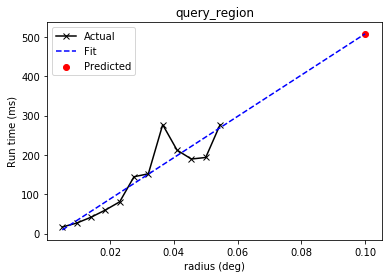 query_region
Actual
Fit
Predicted
Run time (ms)
500
400
300
200
100
0
0.02 0.04 0.06 0.08 0.10
radius (deg)